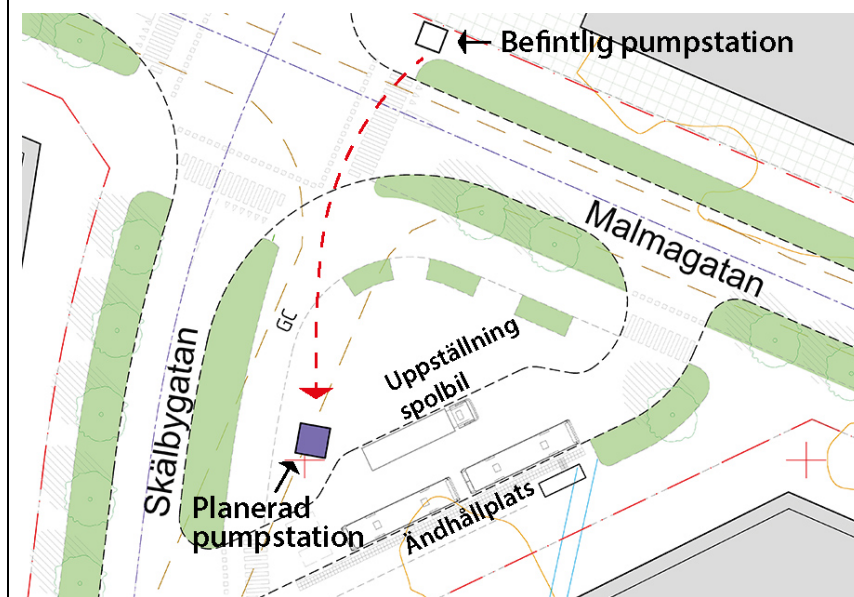 Befintlig pumpstation
Malmagatan
GC
Uppställning
spolbil
Skälbygatan
Planerad
pumpstation
Ändhållplats